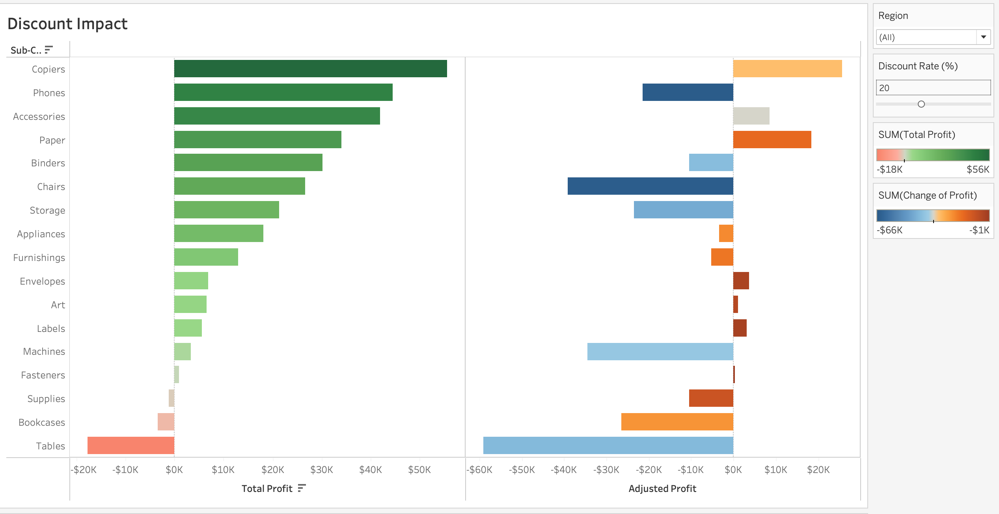 Discount Impact
Sub-C..
Copiers
Phones
Accessories
Paper
Binders
Chairs
Storage
Appliances
Furnishings
Envelopes
Art
Labels
Machines
Fasteners
Supplies
Bookcases
Tables
-$20K -$10K $0K $10K $20K $30K $40K $50K
Total Profit
-$60K -$50K -$40K -$30K -$20K -$10K $0K $10K $20K
Adjusted Profit
Region
(All)
Discount Rate (%)
20
SUM(Total Profit)
-$18K $56K
SUM(Change of Profit)
-$66K -$1K